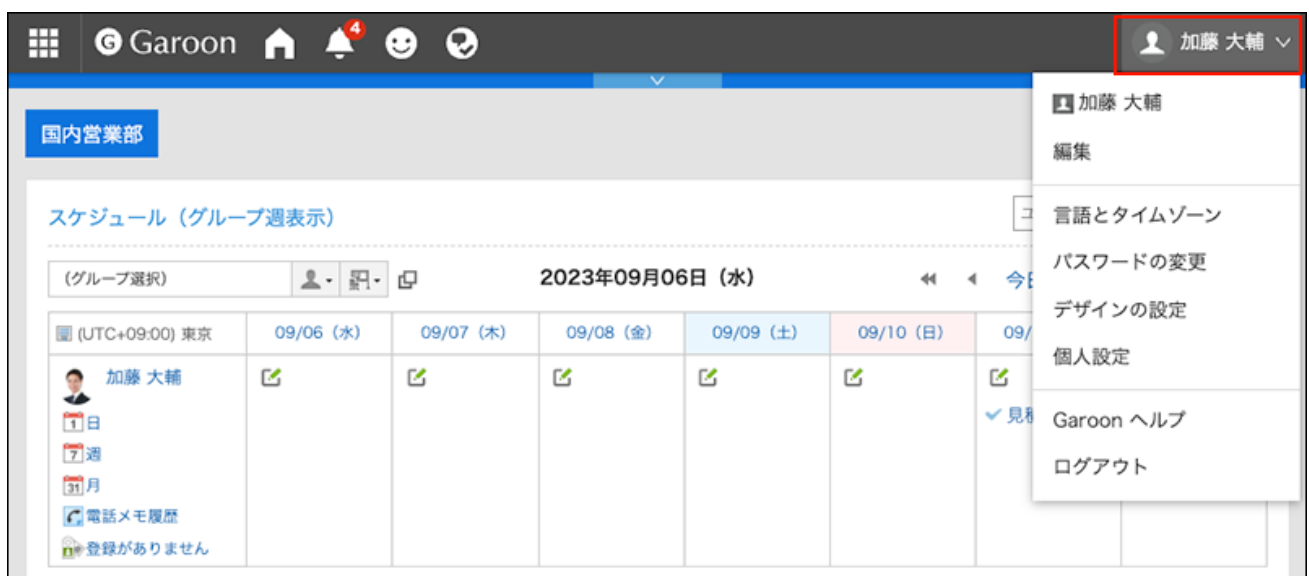 G Garoon 4 加藤 大輔
加藤 大輔
編集
言語とタイムゾーン
パスワードの変更
デザインの設定
個人設定
Garoon ヘルプ
ログアウト
国内営業部
スケジュール（グループ週表示）
(グループ選択) 2023年09月06日（水）
(UTC+09:00) 東京 09/06（水） 09/07（木） 09/08（金） 09/09（土） 09/10（日） 09/
加藤 大輔
見
1 日
7 週
31 月
電話メモ履歴
登録がありません